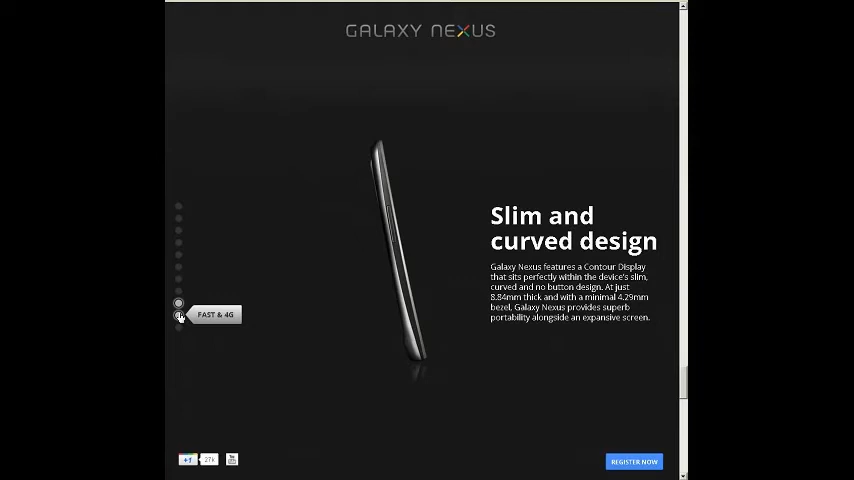 GALAXY NEXUS
Slim and
curved design
Galaxy Nexus features a Contour Display
that sits perfectly within the device's slim,
curved and no button design. At just
8.84mm thick and with a minimal 4.29mm
bezel, Galaxy Nexus provides superb
portability alongside an expansive screen.
FAST & 4G
+1
27k
REGISTER NOW